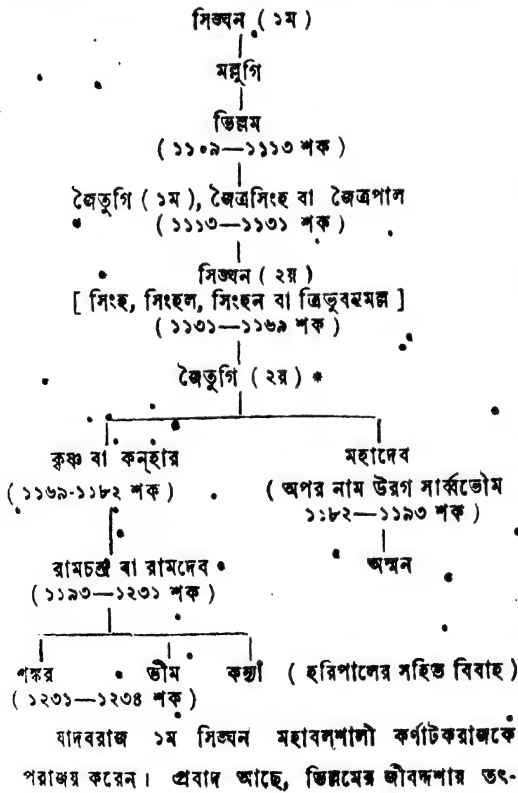 সিঙ্ঘন ( ১ম )
মল্লুগি
ভিল্লম
( ১১০৯—১১১৩ শক )
জৈতুগি ( ১ম ), জৈত্রসিংহ বা জৈত্রপাল
( ১১১৩—১১৩১ শক )
সিঙ্ঘন ( ২য় )
[ সিংহ, সিংহল, সিংহন বা ত্রিভুবনমল্ল ]
( ১১৩১—১১৬৯ শক )
জৈতুগি ( ২য় )
কৃষ্ণ বা কন্‌হার মহাদেব
( ১১৬৯-১১৮২ শক ) ( অপর নাম উরগ সার্ব্বভৌম
১১৮২—১১৯৩ শক )
রামচন্দ্র বা রামদেব অম্মন
( ১১৯৩—১২৩১ শক )
শঙ্কর ভীম কন্যা ( হরিপালের সহিত বিবাহ )
( ১২৩১—১২৩৪ শক )
যাদবরাজ ১ম সিঙ্ঘন মহাবলশালী কর্ণাটকরাজকে
পরাজয় করেন। প্রবাদ আছে, ভিল্লমের জীবদ্দশায় তৎ-